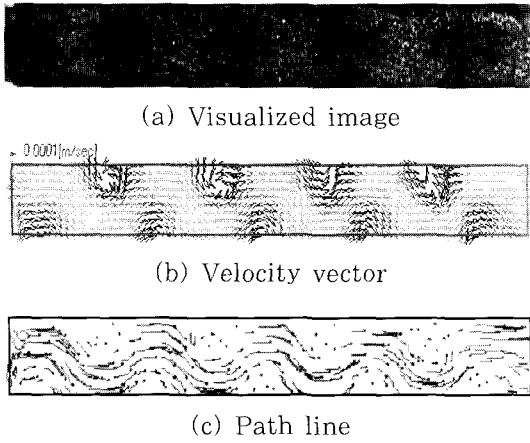 (a) Visualized image
0.0001[m/sec]
(b) Velocity vector
(c) Path line